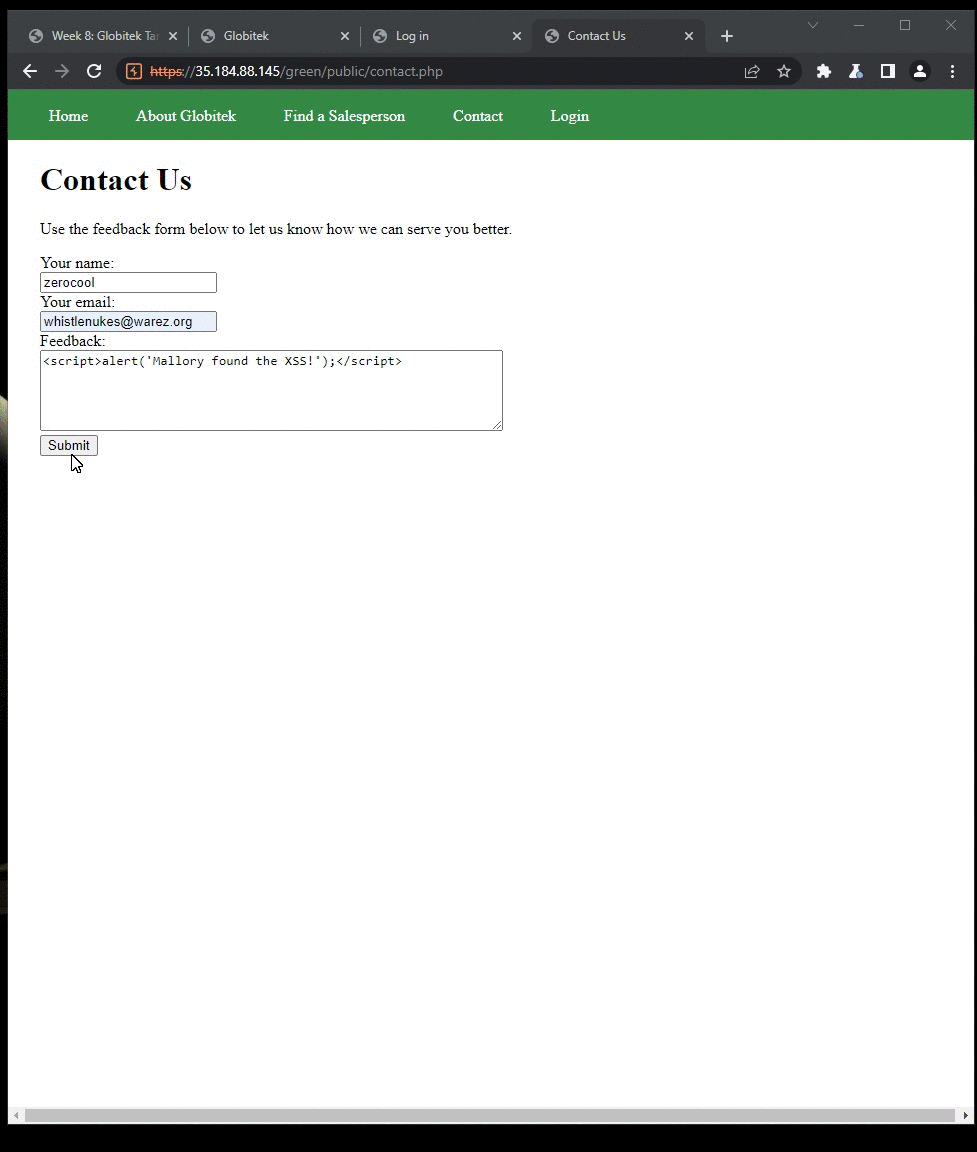 Week 8: Globitek Ta
Globitek
Log in
Contact Us
https://35.184.88.145/green/public/contact.php
Home About Globitek Find a Salesperson Contact Login
Contact Us
Use the feedback form below to let us know how we can serve you better.
Your name:
zerocool
Your email:
whistlenukes@warez.org
Feedback:
<script>alert('Mallory found the XSS!');</script>
Submit